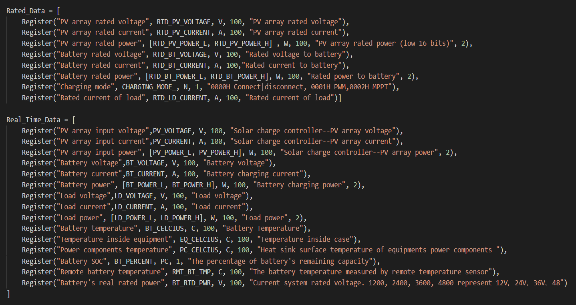 Rated_Data = [
Register("PV array rated voltage", RTD_PV_VOLTAGE, V, 100, "PV array rated voltage"),
Register("PV array rated current", RTD_PV_CURRENT, A, 100, "PV array rated current"),
Register("PV array rated power", [RTD_PV_POWER_L, RTD_PV_POWER_H] , W, 100, "PV array rated power (low 16 bits)", 2),
Register("Battery rated voltage", RTD_BT_VOLTAGE, V, 100, "Rated voltage to battery"),
Register("Battery rated current", RTD_BT_CURRENT, A, 100, "Rated current to battery"),
Register("Battery rated power", [RTD_BT_POWER_L, RTD_BT_POWER_H], W, 100, "Rated power to battery", 2),
Register("Charging mode", CHARGING_MODE , N, 1, "0000H Connect|disconnect, 0001H PWM,0002H MPPT"),
Register("Rated current of load", RTD_LD_CURRENT, A, 100, "Rated current of load")]
Real_Time_Data = [
Register("PV array input voltage",PV_VOLTAGE, V, 100, "Solar charge controller--PV array voltage"),
Register("PV array input current",PV_CURRENT, A, 100, "Solar charge controller--PV array current"),
Register("PV array input power", [PV_POWER_L, PV_POWER_H], W, 100, "Solar charge controller--PV array power", 2),
Register("Battery voltage",BT_VOLTAGE, V, 100, "Battery voltage"),
Register("Battery current",BT_CURRENT, A, 100, "Battery charging current"),
Register("Battery power", [BT_POWER_L, BT_POWER_H], W, 100, "Battery charging power", 2),
Register("Load voltage",LD_VOLTAGE, V, 100, "Load voltage"),
Register("Load current",LD_CURRENT, A, 100, "Load current"),
Register("Load power", [LD_POWER_L, LD_POWER_H], W, 100, "Load power", 2),
Register("Battery temperature", BT_CELCIUS, C, 100, "Battery Temperature"),
Register("Temperature inside equipment", EQ_CELCIUS, C, 100, "Temperature inside case"),
Register("Power components temperature", PC_CELCIUS, C, 100, "Heat sink surface temperature of equipments power components "),
Register("Battery SOC", BT_PERCENT, PC, 1, "The percentage of battery's remaining capacity"),
Register("Remote battery temperature", RMT_BT_TMP, C, 100, "The battery temperature measured by remote temperature sensor"),
Register("Battery's real rated power", BT_RTD_PWR, V, 100, "Current system rated voltage. 1200, 2400, 3600, 4800 represent 12V, 24V, 36V, 48")
]